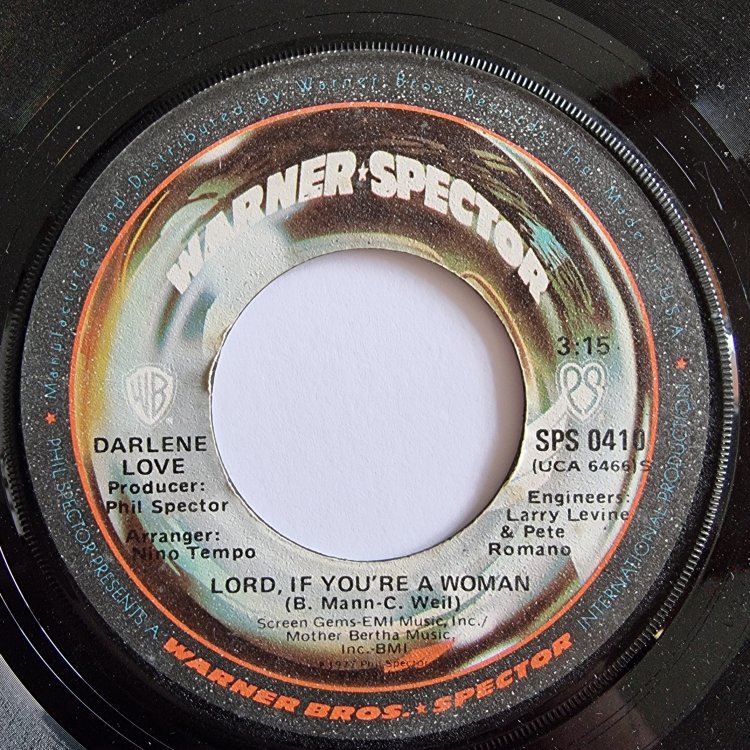 Manufactured and Distributed by Warner Bros. Records Inc. Made in U.S.A.
WARNER★SPECTOR
3:15
WB
PS
DARLENE
LOVE
Producer:
Phil Spector
Arranger:
Nino Tempo
SPS 0410
(UCA 6466)S
Engineers:
Larry Levine
& Pete
Romano
LORD, IF YOU'RE A WOMAN
(B. Mann-C. Weil)
Screen Gems-EMI Music, Inc./
Mother Bertha Music,
Inc.-BMI
℗1977 Phil Spector
★ PHIL SPECTOR PRESENTS A WARNER BROS.★SPECTOR INTERNATIONAL PRODUCTION ★